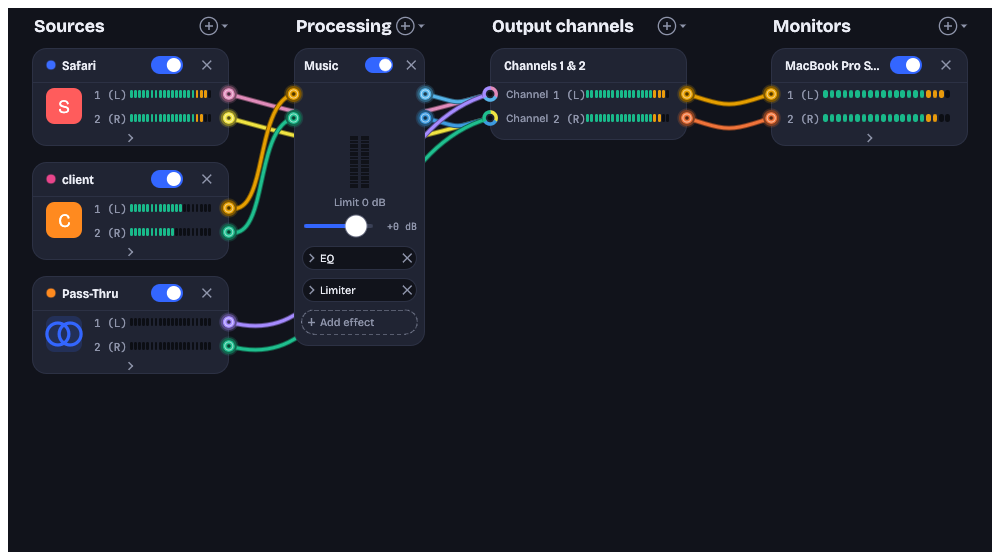 Sources
Processing
Output channels
Monitors
Safari
S
1 (L)
2 (R)
client
C
1 (L)
2 (R)
Pass-Thru
1 (L)
2 (R)
Music
Limit 0 dB
+0 dB
EQ
Limiter
+ Add effect
Channels 1 & 2
Channel 1 (L)
Channel 2 (R)
MacBook Pro S...
1 (L)
2 (R)